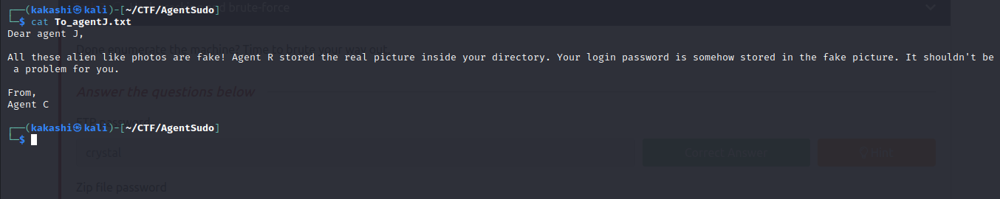 ┌──(kakashi㉿kali)-[~/CTF/AgentSudo]
└─$ cat To_agentJ.txt
Dear agent J,
All these alien like photos are fake! Agent R stored the real picture inside your directory. Your login password is somehow stored in the fake picture. It shouldn't be
a problem for you.
From,
Agent C
┌──(kakashi㉿kali)-[~/CTF/AgentSudo]
└─$
d brute-force
Done enumerate the machine? Time to brute your way out.
Answer the questions below
FTP password
crystal
Correct Answer
Hint
Zip file password